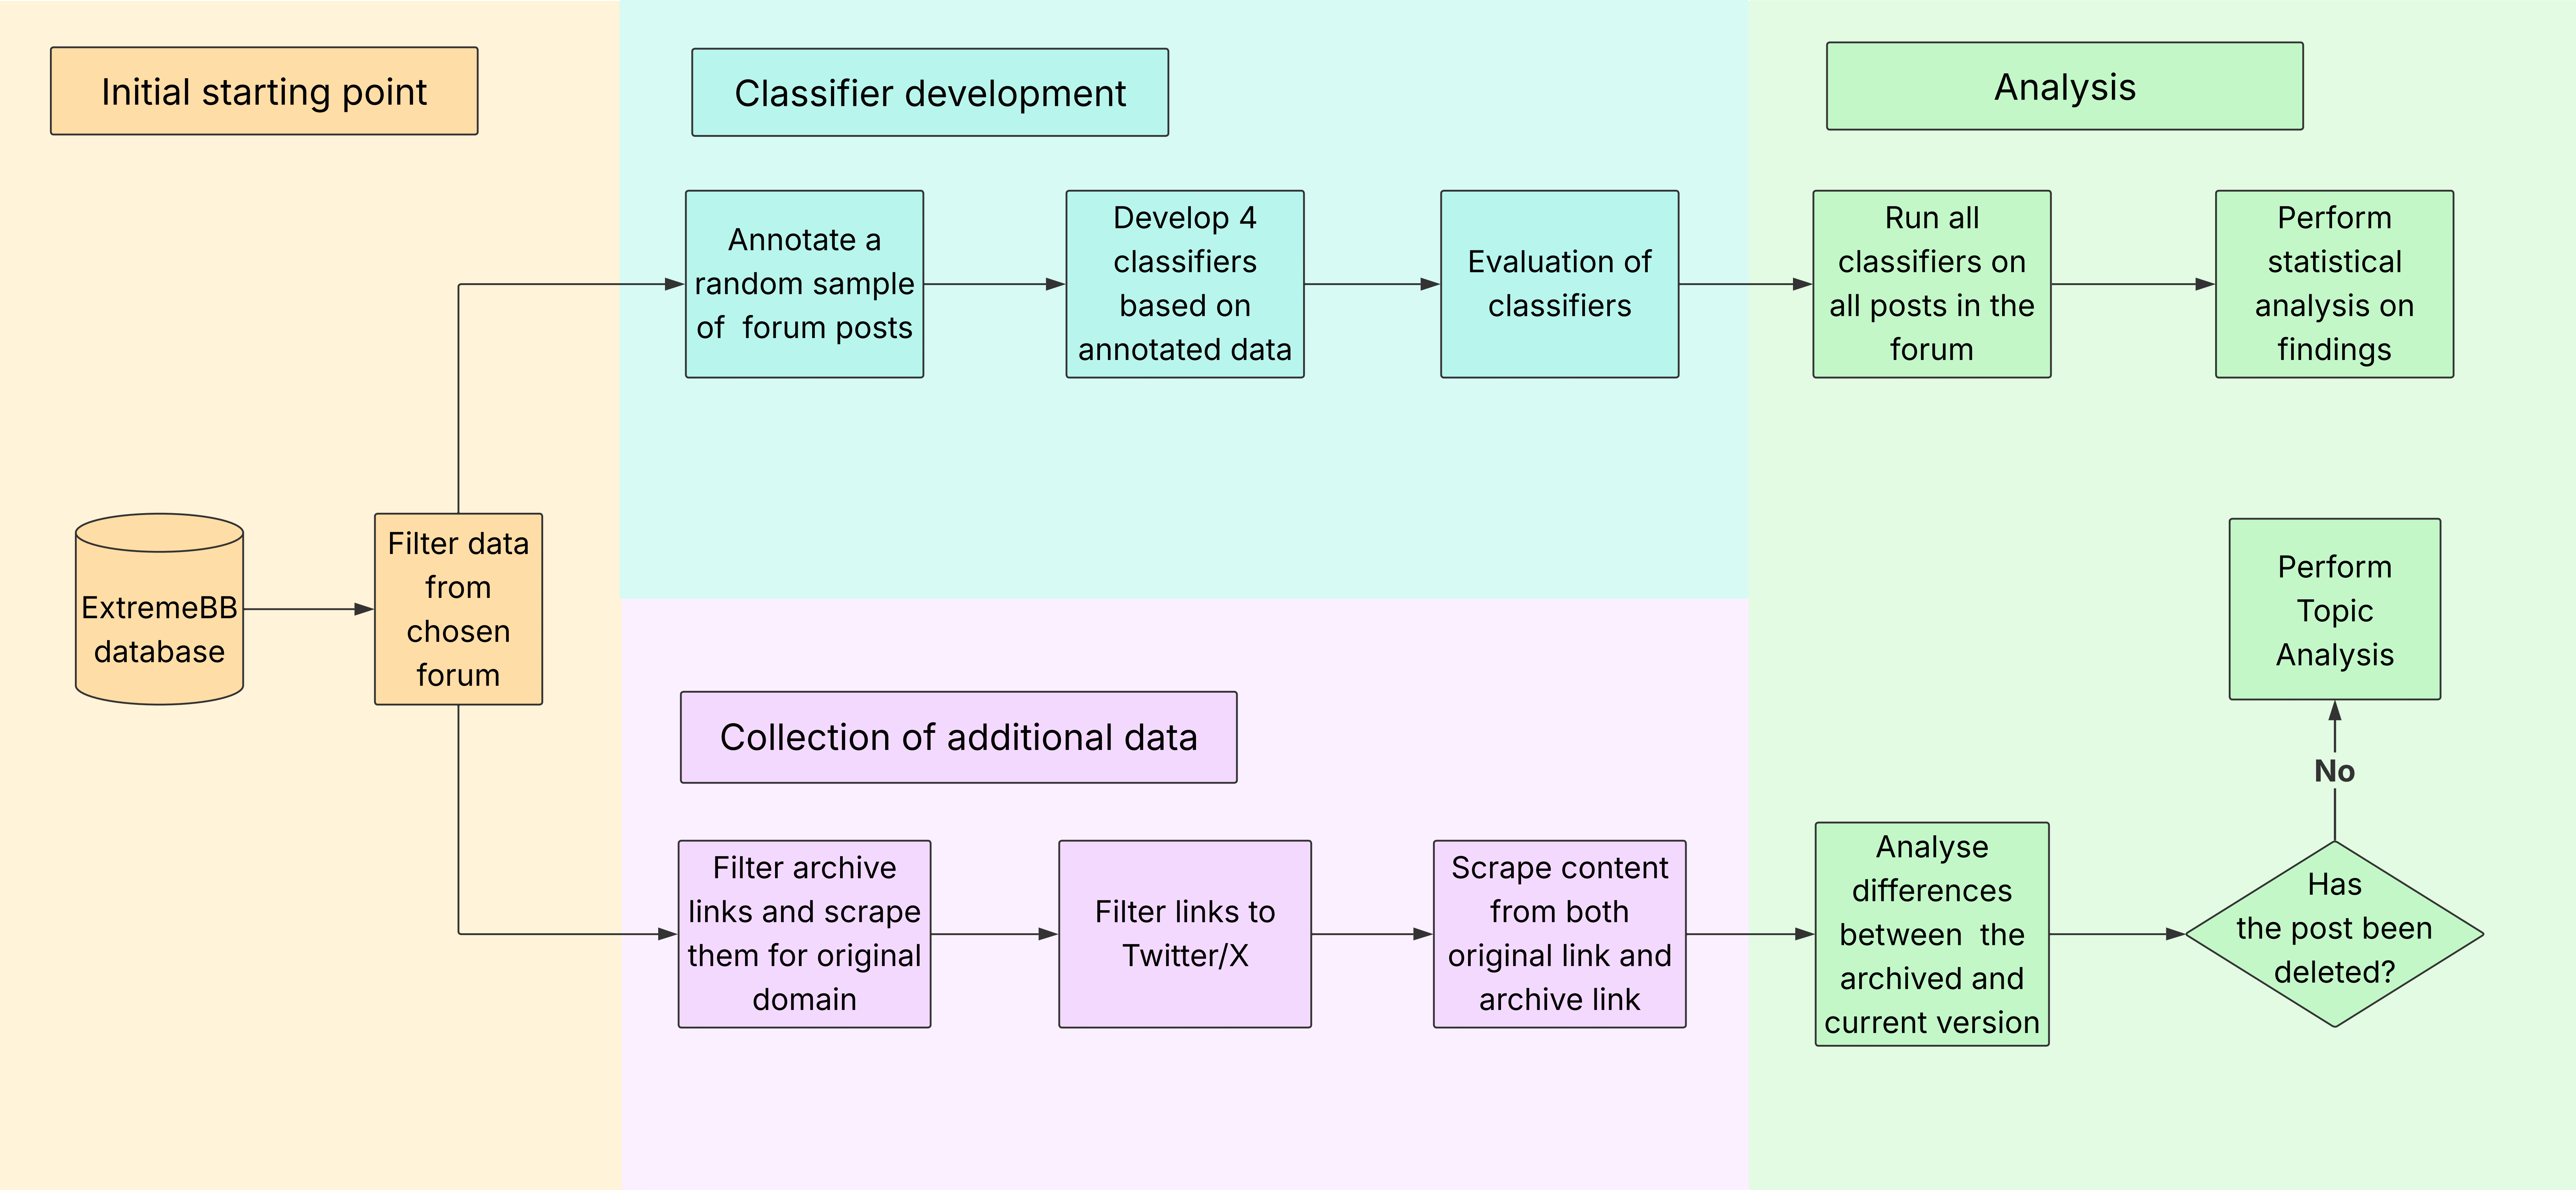 Initial starting point
Classifier development
Analysis
Annotate a
random sample
of  forum posts
Develop 4
classifiers
based on
annotated data
Evaluation of
classifiers
Run all
classifiers on
all posts in the
forum
Perform
statistical
analysis on
findings
ExtremeBB
database
Filter data
from
chosen
forum
Perform
Topic
Analysis
No
Collection of additional data
Filter archive
links and scrape
them for original
domain
Filter links to
Twitter/X
Scrape content
from both
original link and
archive link
Analyse
differences
between  the
archived and
current version
Has
the post been
deleted?